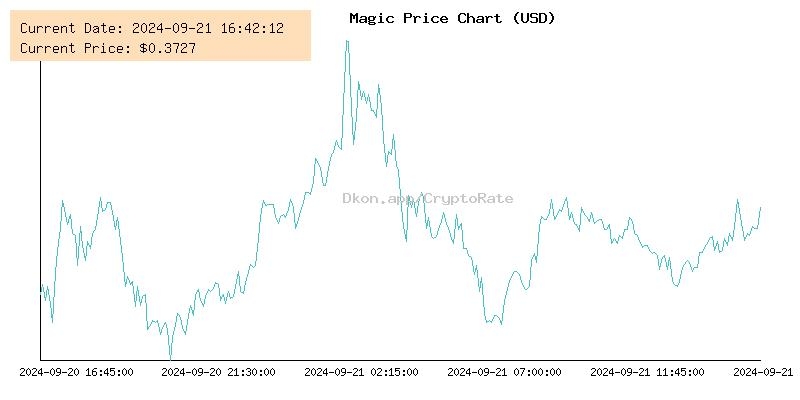 Magic Price Chart (USD)
Current Date: 2024-09-21 16:42:12
Current Price: $0.3727
Dkon.app/CryptoRate
2024-09-20 16:45:00 2024-09-20 21:30:00 2024-09-21 02:15:00 2024-09-21 07:00:00 2024-09-21 11:45:00 2024-09-21